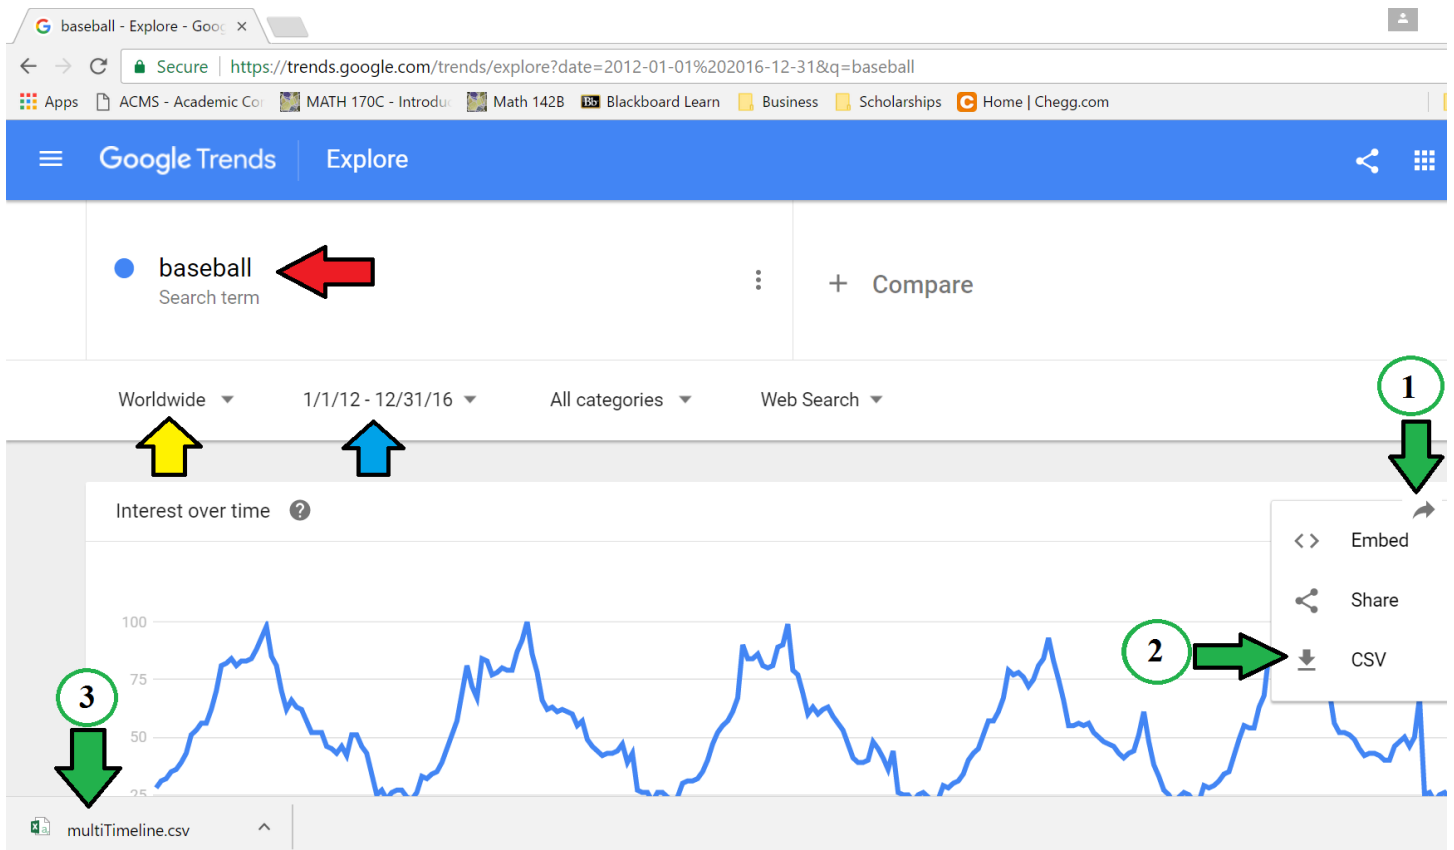 baseball - Explore - Goog
Secure https://trends.google.com/trends/explore?date=2012-01-01%202016-12-31&q=baseball
Apps ACMS - Academic Co MATH 170C - Introduc Math 142B Bb Blackboard Learn Business Scholarships C Home | Chegg.com
Google Trends Explore
baseball
Search term
+ Compare
Worldwide 1/1/12 - 12/31/16 All categories Web Search
1
Interest over time ?
Embed
100
Share
2
CSV
75
3
50
25
multiTimeline.csv